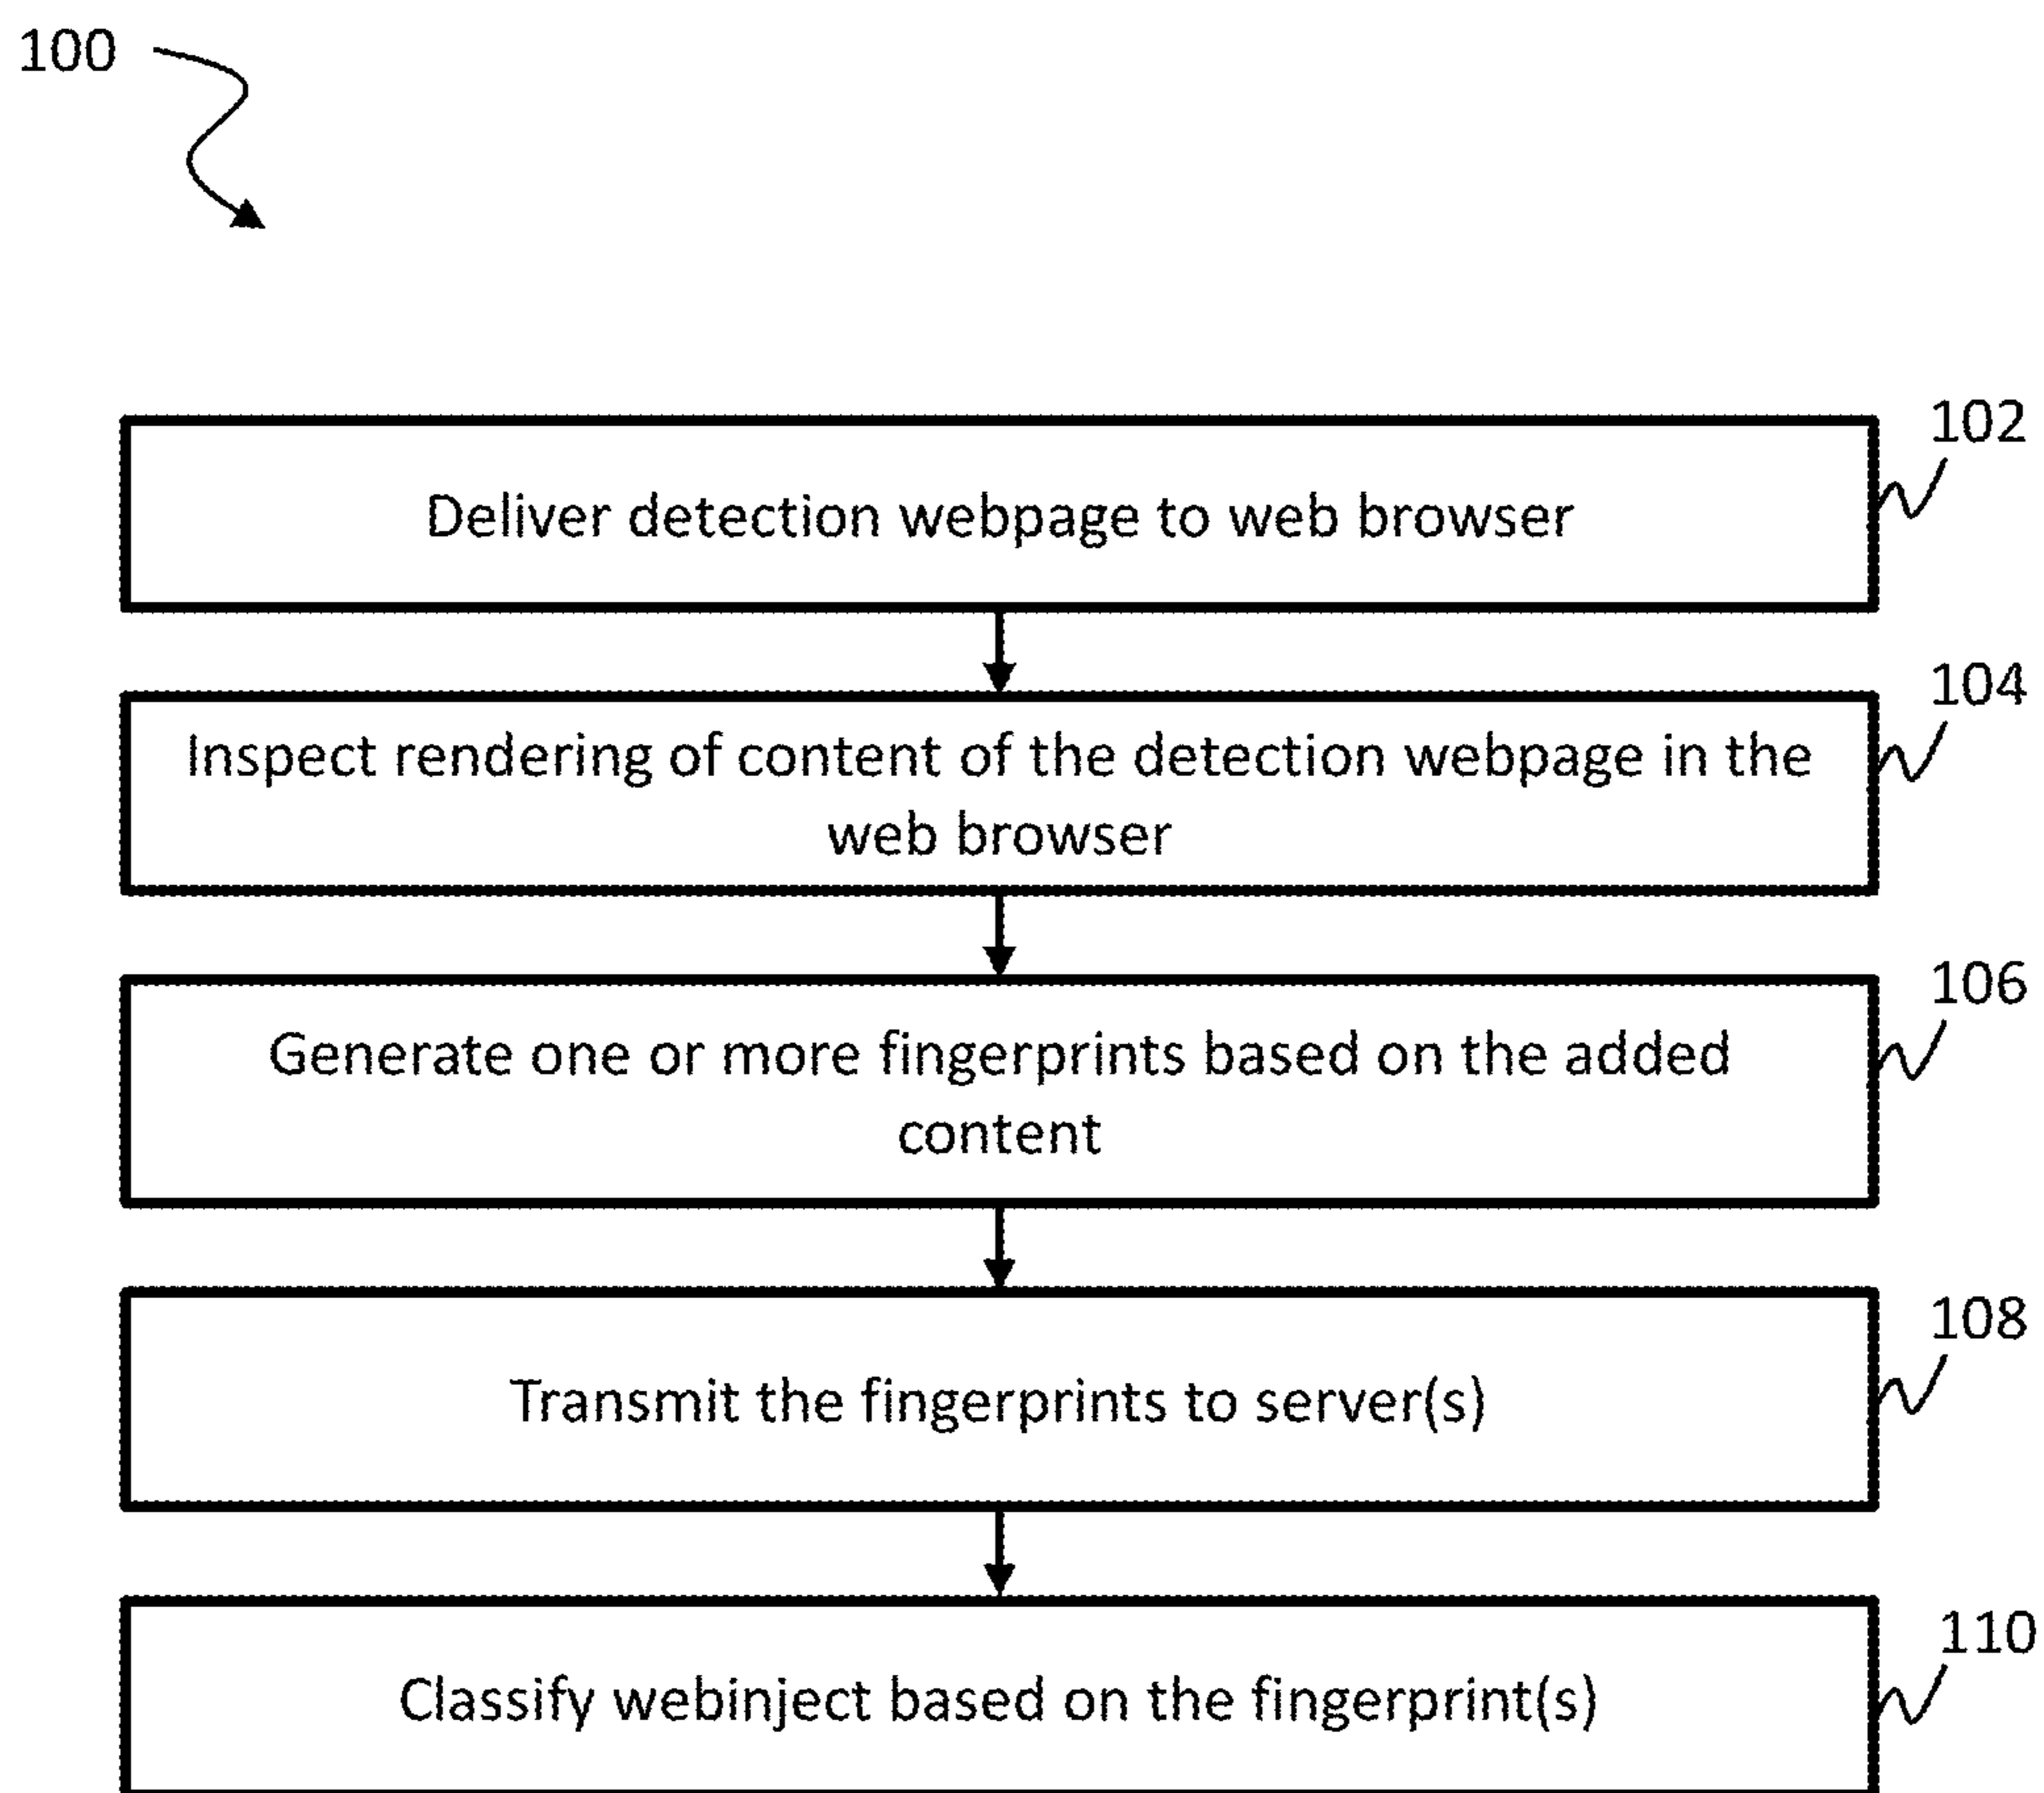 100
102
Deliver detection webpage to web browser
104
Inspect rendering of content of the detection webpage in the
web browser
106
Generate one or more fingerprints based on the added
content
108
Transmit the fingerprints to server(s)
110
Classify webinject based on the fingerprint(s)